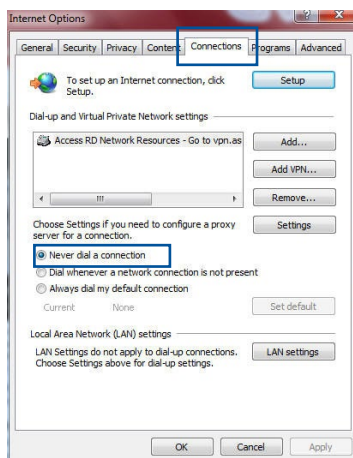 Internet Options
General Security Privacy Content Connections Programs Advanced
To set up an Internet connection, click
Setup.
Setup
Dial-up and Virtual Private Network settings
Access RD Network Resources - Go to vpn.as
Add...
Add VPN...
Remove...
Choose Settings if you need to configure a proxy
server for a connection.
Settings
Never dial a connection
Dial whenever a network connection is not present
Always dial my default connection
Current None
Set default
Local Area Network (LAN) settings
LAN Settings do not apply to dial-up connections.
Choose Settings above for dial-up settings.
LAN settings
OK Cancel Apply